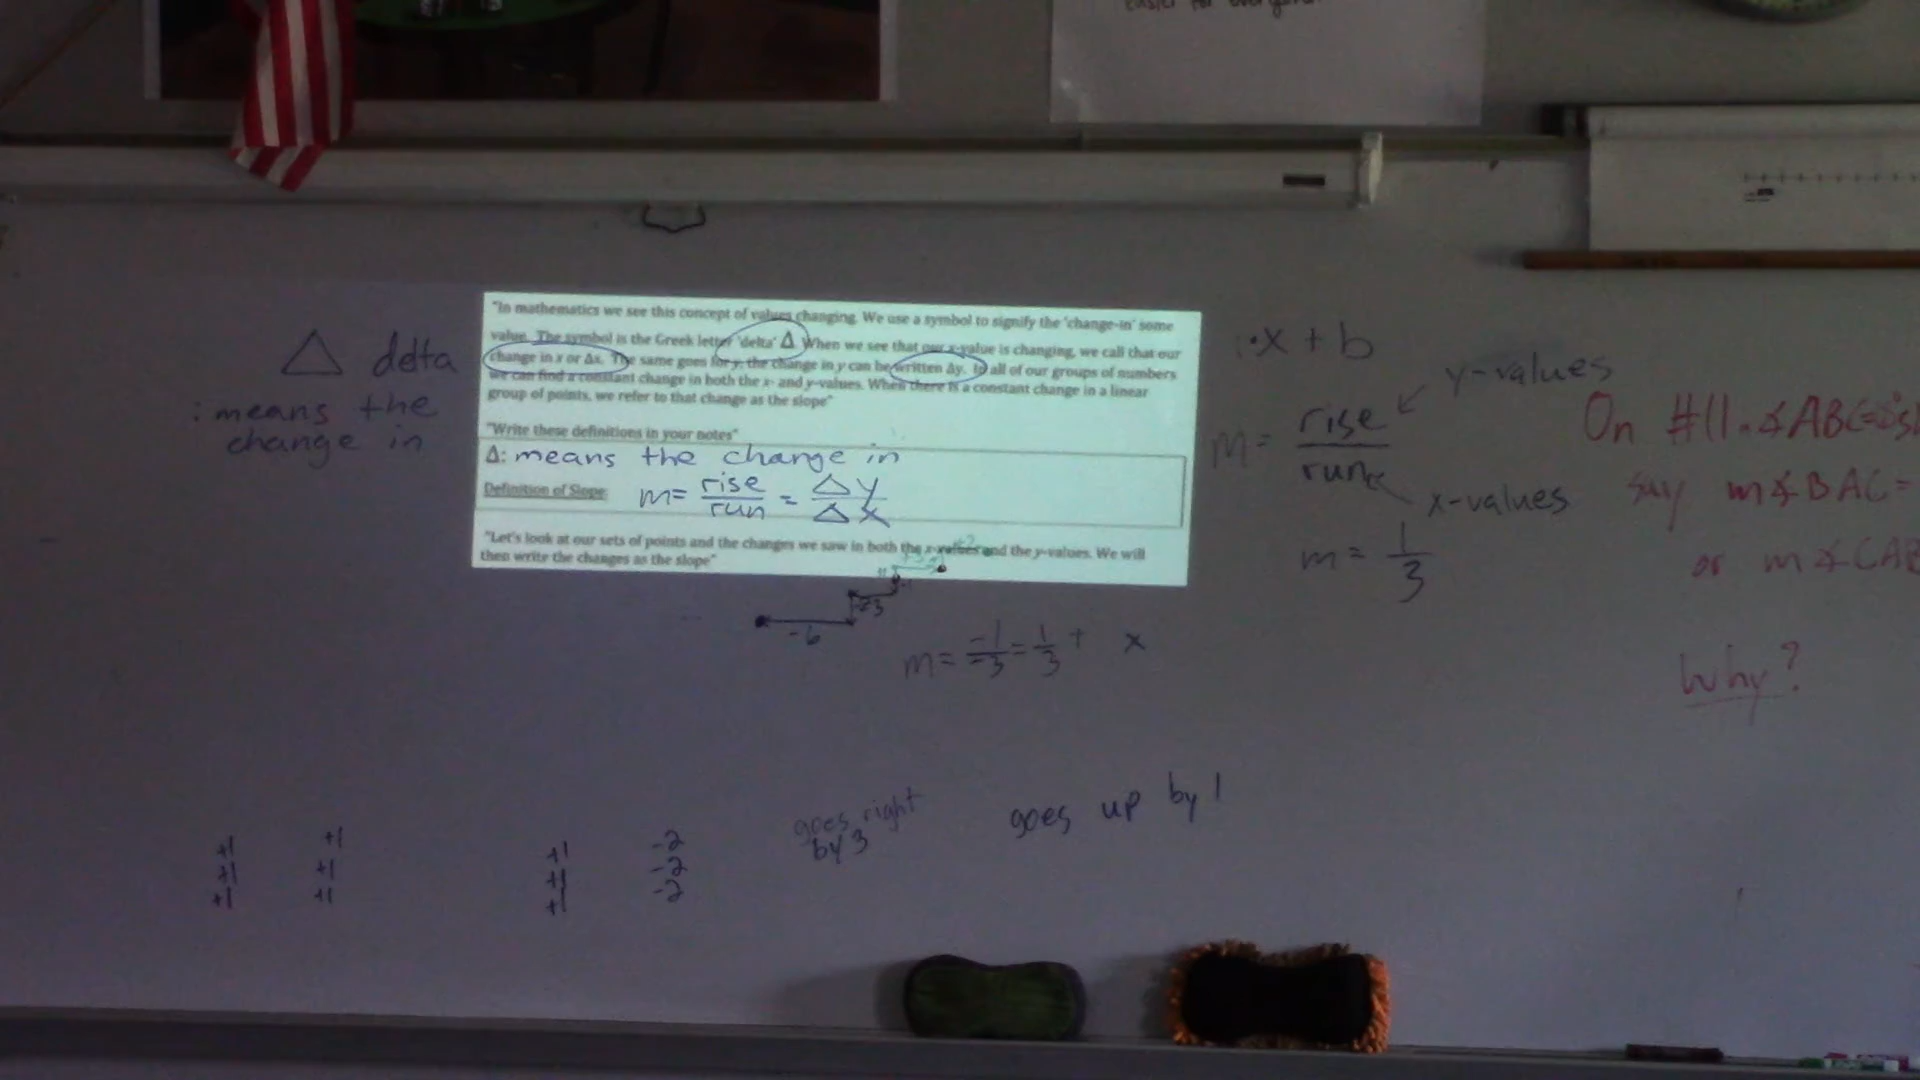 easier for everyone
"In mathematics we see this concept of values changing. We use a symbol to signify the 'change-in' some
value. The symbol is the Greek letter 'delta' Δ. When we see that our x-value is changing, we call that our
change in x or Δx. The same goes for y; the change in y can be written Δy. In all of our groups of numbers
we can find a constant change in both the x- and y-values. When there is a constant change in a linear
group of points, we refer to that change as the slope"
"Write these definitions in your notes"
Δ: means the change in
Definition of Slope: m= rise/run = Δy/Δx
"Let's look at our sets of points and the changes we saw in both the x-values and the y-values. We will
then write the changes as the slope"
Δ delta
: means the
change in
·x + b
y-values
m= rise/run
x-values
m = 1/3
On #11. ∡ABC=
say m∡BAC=
or m∡CAB
Why?
-6
m= -1/-3 = 1/3 + x
goes right
by 3
goes up by 1
+1 +1 +1 -2
+1 +1 +1 -2
+1 +1 +1 -2